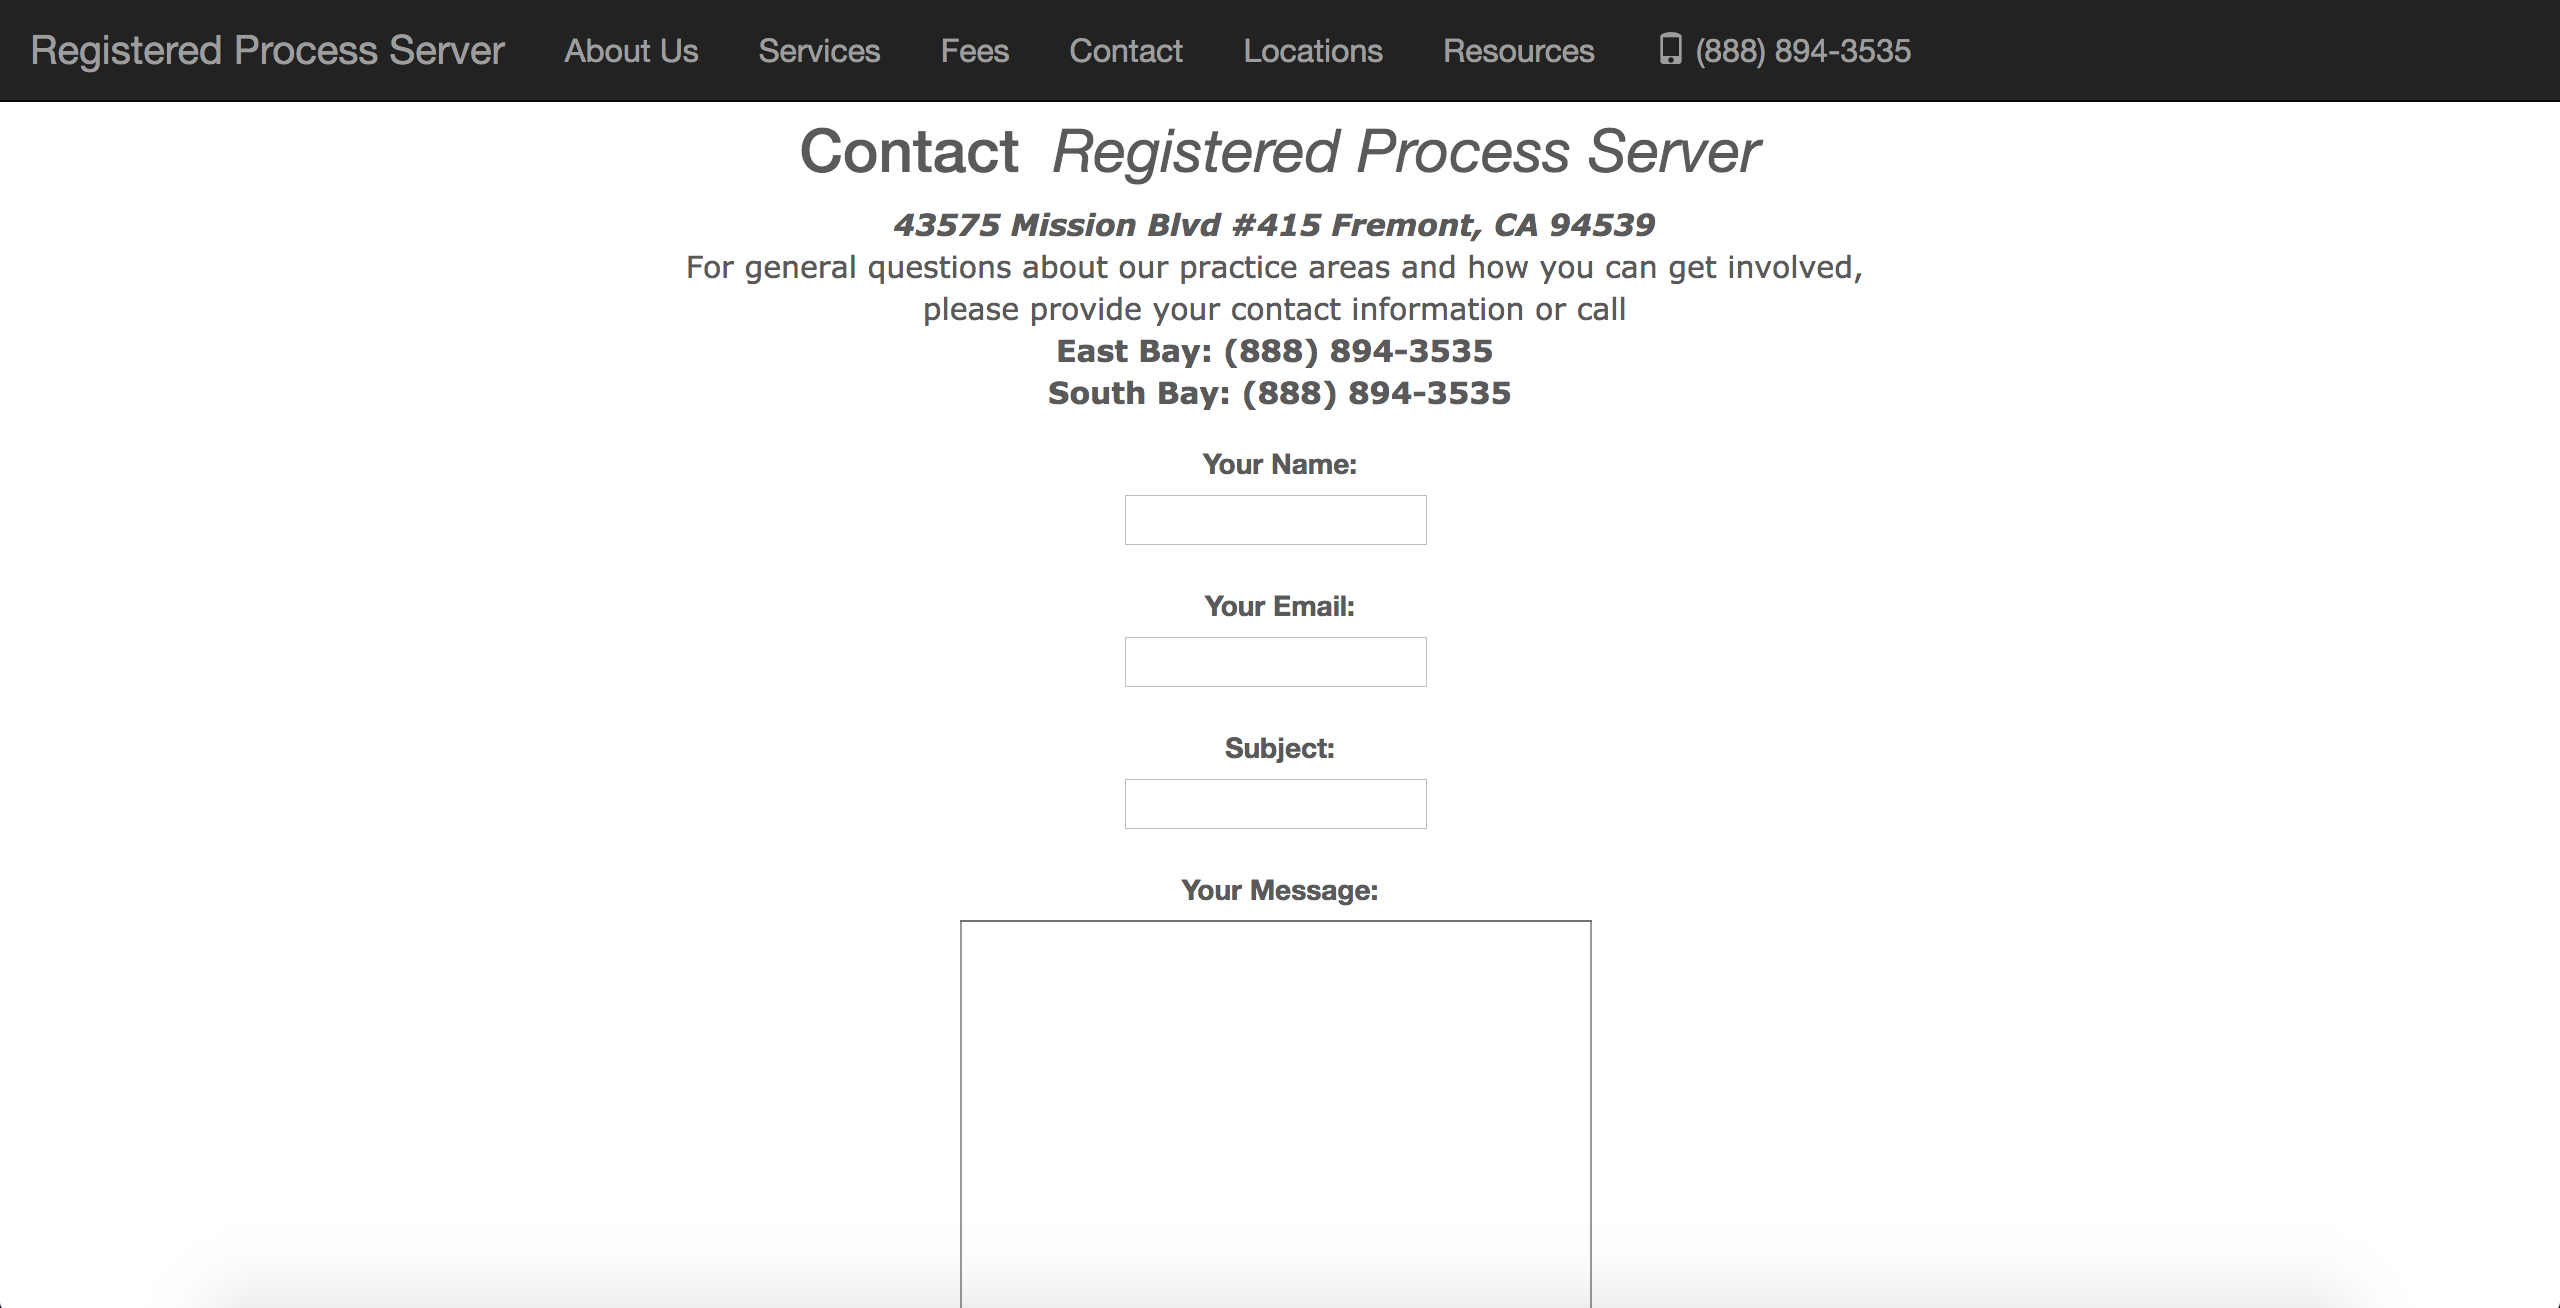 Registered Process Server About Us Services Fees Contact Locations Resources (888) 894-3535
Contact Registered Process Server
43575 Mission Blvd #415 Fremont, CA 94539
For general questions about our practice areas and how you can get involved,
please provide your contact information or call
East Bay: (888) 894-3535
South Bay: (888) 894-3535
Your Name:
Your Email:
Subject:
Your Message: